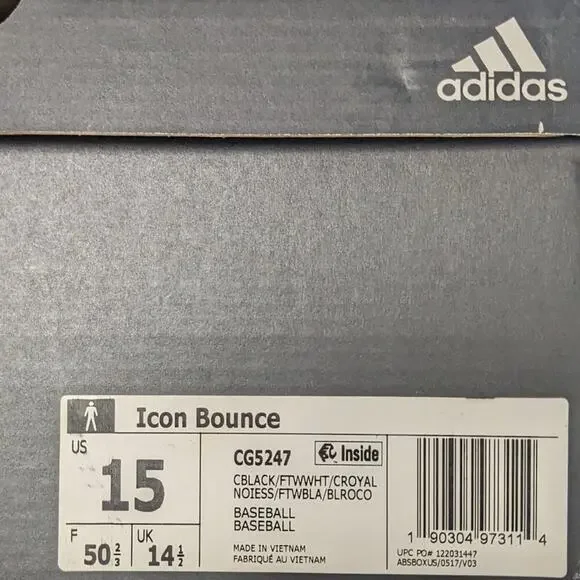 adidas
Icon Bounce
US
15
F
50 2/3
UK
14 1/2
CG5247
Inside
CBLACK/FTWWHT/CROYAL
NOIESS/FTWBLA/BLROCO
BASEBALL
BASEBALL
MADE IN VIETNAM
FABRIQUÉ AU VIETNAM
1 90304 97311 4
UPC PO# 122031447
ABSBOXUS/0517/V03